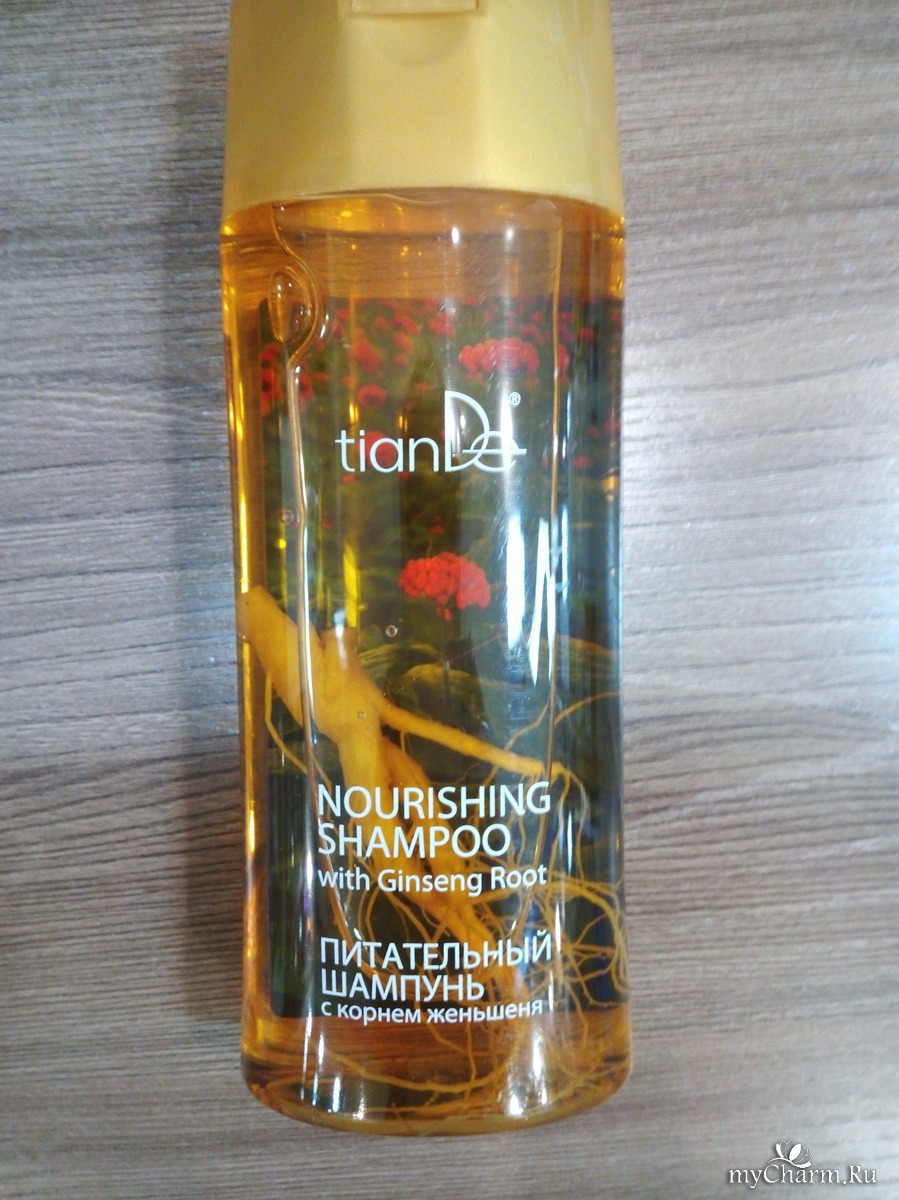 tianDe®
NOURISHING
SHAMPOO
with Ginseng Root
ПИТАТЕЛЬНЫЙ
ШАМПУНЬ
с корнем женьшеня
myCharm.Ru